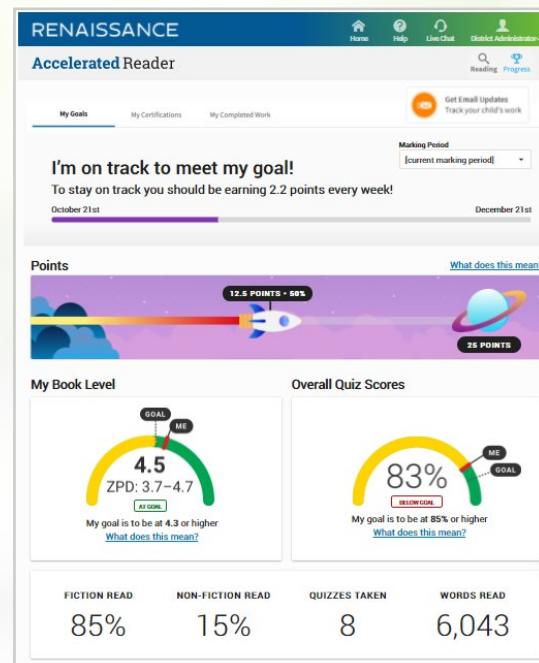 RENAISSANCE
Home
Help
Live Chat
District Administrator
Accelerated Reader
Reading
Progress
My Goals
My Certifications
My Completed Work
Get Email Updates
Track your child's work
I'm on track to meet my goal!
To stay on track you should be earning 2.2 points every week!
Marking Period
[current marking period]
October 21st
December 21st
Points
What does this mean
12.5 POINTS • 50%
25 POINTS
My Book Level
GOAL
ME
4.5
ZPD: 3.7–4.7
AT GOAL
My goal is to be at 4.3 or higher
What does this mean?
Overall Quiz Scores
ME
GOAL
83%
BELOW GOAL
My goal is to be at 85% or higher
What does this mean?
FICTION READ
85%
NON-FICTION READ
15%
QUIZZES TAKEN
8
WORDS READ
6,043